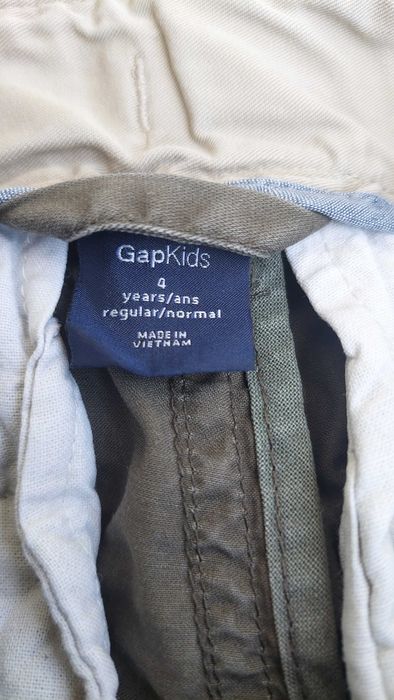 GapKids
4
years/ans
regular/normal
MADE IN
VIETNAM